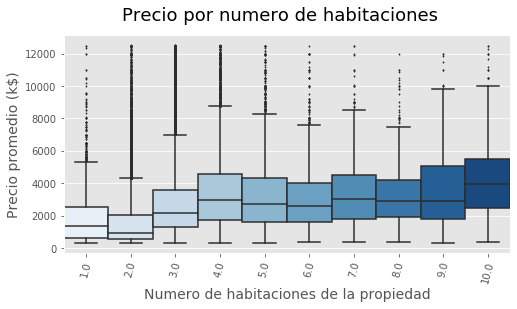 Precio por numero de habitaciones
Precio promedio (k$)
12000
10000
8000
6000
4000
2000
0
1.0 2.0 3.0 4.0 5.0 6.0 7.0 8.0 9.0 10.0
Numero de habitaciones de la propiedad